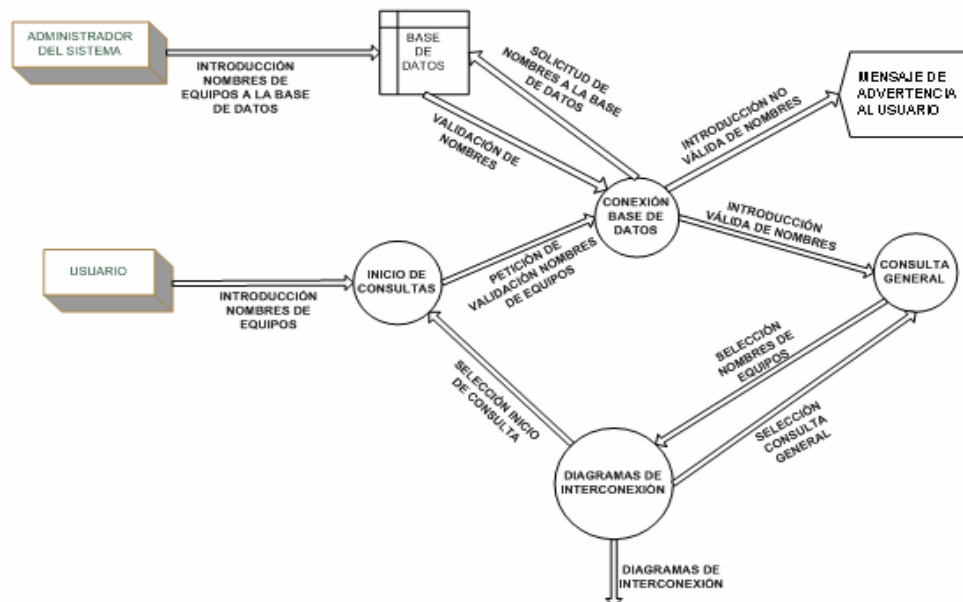 ADMINISTRADOR
DEL SISTEMA
INTRODUCCIÓN
NOMBRES DE
EQUIPOS A LA BASE
DE DATOS
BASE
DE
DATOS
SOLICITUD DE
NOMBRES A LA BASE
DE DATOS
VALIDACIÓN DE
NOMBRES
INTRODUCCIÓN NO
VÁLIDA DE NOMBRES
MENSAJE DE
ADVERTENCIA
AL USUARIO
CONEXIÓN
BASE DE
DATOS
INTRODUCCIÓN
VÁLIDA DE NOMBRES
USUARIO
INTRODUCCIÓN
NOMBRES DE
EQUIPOS
INICIO DE
CONSULTAS
PETICIÓN DE
VALIDACIÓN NOMBRES
DE EQUIPOS
CONSULTA
GENERAL
SELECCIÓN
NOMBRES DE
EQUIPOS
SELECCIÓN INICIO
DE CONSULTA
SELECCIÓN
CONSULTA
GENERAL
DIAGRAMAS DE
INTERCONEXIÓN
DIAGRAMAS DE
INTERCONEXIÓN